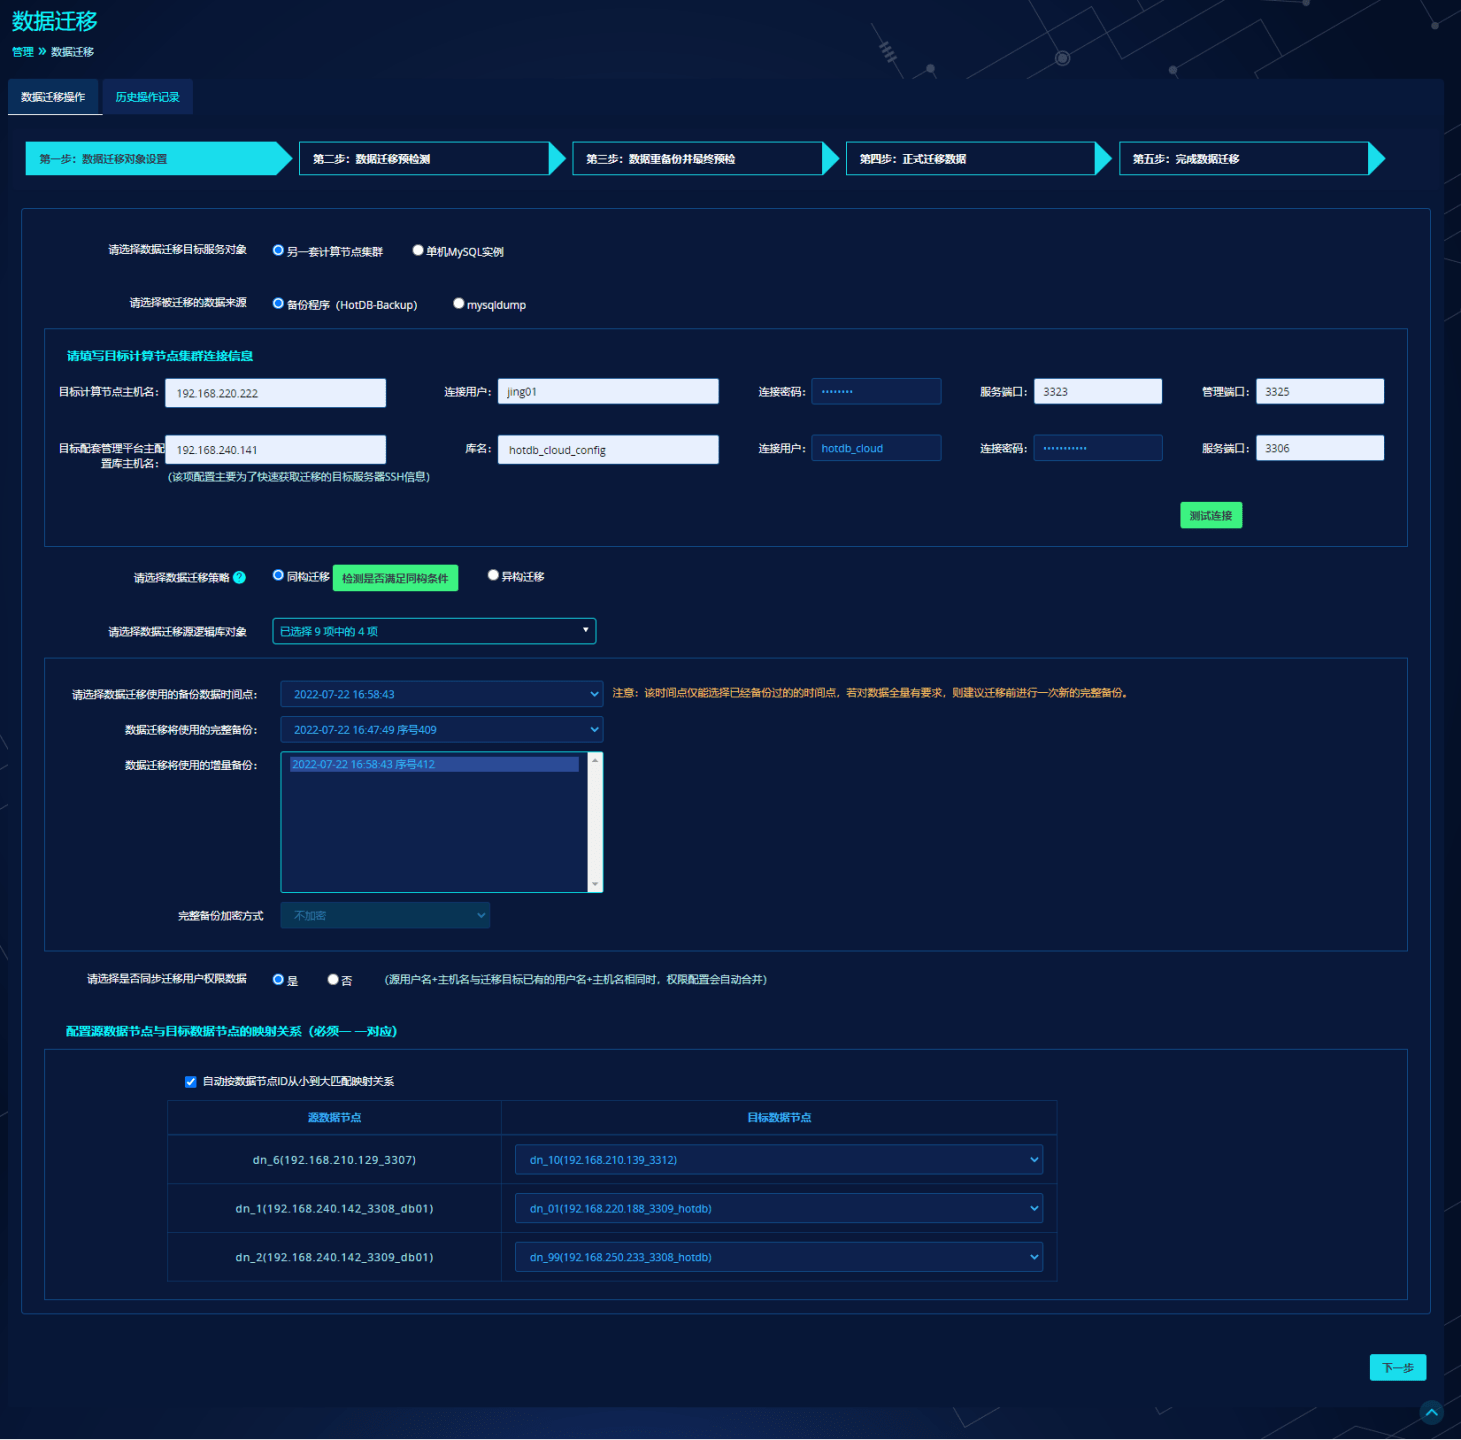 数据迁移
管理 » 数据迁移
数据迁移操作 历史操作记录
第一步：数据迁移对象设置 第二步：数据迁移预检测 第三步：数据重备份并最终预检 第四步：正式迁移数据 第五步：完成数据迁移
请选择数据迁移目标服务对象 另一套计算节点集群 单机MySQL实例
请选择被迁移的数据来源 备份程序（HotDB-Backup) mysqldump
请填写目标计算节点集群连接信息
目标计算节点主机名： 192.168.220.222 连接用户： jing01 连接密码： ········ 服务端口： 3323 管理端口： 3325
目标配套管理平台主配置库主机名： 192.168.240.141 库名： hotdb_cloud_config 连接用户： hotdb_cloud 连接密码： ··········· 服务端口： 3306
(该项配置主要为了快速获取迁移的目标服务器SSH信息)
测试连接
请选择数据迁移策略 ? 同构迁移 检测是否满足同构条件 异构迁移
请选择数据迁移源逻辑库对象 已选择 9 项中的 4 项
请选择数据迁移使用的备份数据时间点： 2022-07-22 16:58:43 注意：该时间点仅能选择已经备份过的的时间点，若对数据全量有要求，则建议迁移前进行一次新的完整备份。
数据迁移将使用的完整备份： 2022-07-22 16:47:49 序号409
数据迁移将使用的增量备份： 2022-07-22 16:58:43 序号412
完整备份加密方式 不加密
请选择是否同步迁移用户权限数据 是 否 (源用户名+主机名与迁移目标已有的用户名+主机名相同时，权限配置会自动合并)
配置源数据节点与目标数据节点的映射关系（必须一 一对应）
自动按数据节点ID从小到大匹配映射关系
源数据节点 目标数据节点
dn_6(192.168.210.129_3307) dn_10(192.168.210.139_3312)
dn_1(192.168.240.142_3308_db01) dn_01(192.168.220.188_3309_hotdb)
dn_2(192.168.240.142_3309_db01) dn_99(192.168.250.233_3308_hotdb)
下一步